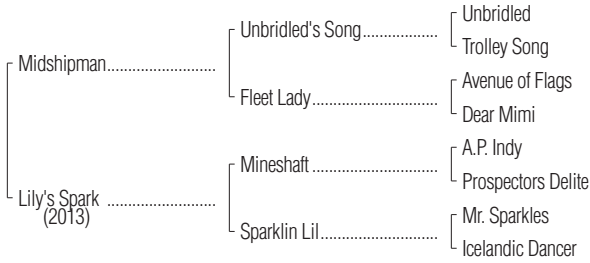 Unbridled
Unbridled's Song
Trolley Song
Midshipman
Avenue of Flags
Fleet Lady
Dear Mimi
A.P. Indy
Mineshaft
Prospectors Delite
Lily's Spark
(2013)
Mr. Sparkles
Sparklin Lil
Icelandic Dancer